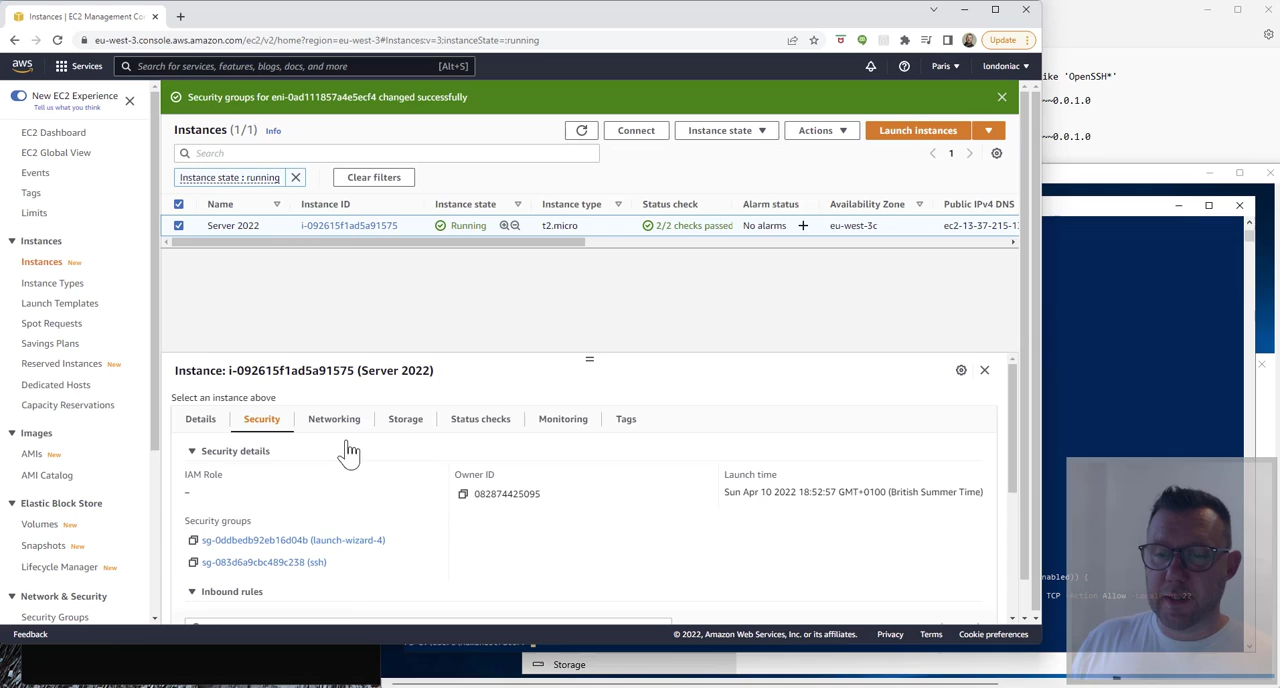 Instances | EC2 Management Co
eu-west-3.console.aws.amazon.com/ec2/v2/home?region=eu-west-3#Instances:v=3;instanceState=:running
Update
aws
Services
Search for services, features, blogs, docs, and more
[Alt+S]
Paris
londoniac
ike 'OpenSSH*'
~~0.0.1.0
~~0.0.1.0
New EC2 Experience
Tell us what you think
EC2 Dashboard
EC2 Global View
Events
Tags
Limits
Instances
Instances New
Instance Types
Launch Templates
Spot Requests
Savings Plans
Reserved Instances New
Dedicated Hosts
Capacity Reservations
Images
AMIs New
AMI Catalog
Elastic Block Store
Volumes New
Snapshots New
Lifecycle Manager New
Network & Security
Security Groups
Security groups for eni-0ad111857a4e5ecf4 changed successfully
Instances (1/1) Info
Connect
Instance state
Actions
Launch instances
Search
1
Instance state : running
Clear filters
Name Instance ID Instance state Instance type Status check Alarm status Availability Zone Public IPv4 DNS
Server 2022 i-092615f1ad5a91575 Running t2.micro 2/2 checks passed No alarms + eu-west-3c ec2-13-37-215-1
Instance: i-092615f1ad5a91575 (Server 2022)
Select an instance above
Details Security Networking Storage Status checks Monitoring Tags
Security details
IAM Role
–
Owner ID
082874425095
Launch time
Sun Apr 10 2022 18:52:57 GMT+0100 (British Summer Time)
Security groups
sg-0ddbedb92eb16d04b (launch-wizard-4)
sg-083d6a9cbc489c238 (ssh)
Inbound rules
nabled)) {
TCP -Action Allow
22
Feedback
© 2022, Amazon Web Services, Inc. or its affiliates.
Privacy
Terms
Cookie preferences
Storage